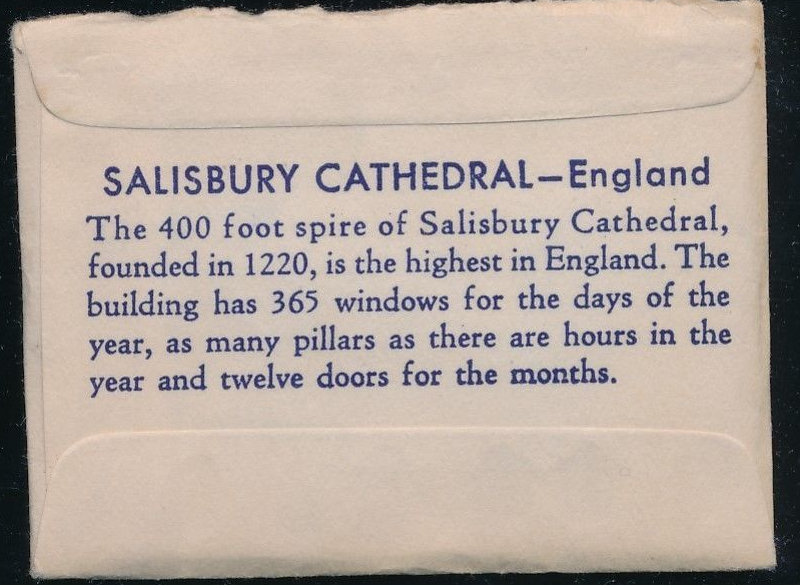 SALISBURY CATHEDRAL—England
The 400 foot spire of Salisbury Cathedral,
founded in 1220, is the highest in England. The
building has 365 windows for the days of the
year, as many pillars as there are hours in the
year and twelve doors for the months.